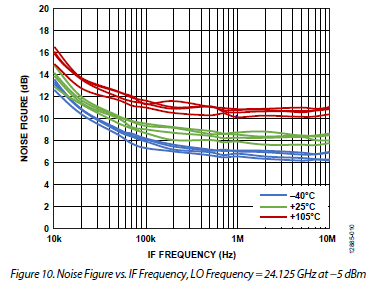 20
18
16
14
12
10
8
6
4
2
0
NOISE FIGURE (dB)
10k 100k 1M 10M
IF FREQUENCY (Hz)
–40°C
+25°C
+105°C
12885-010
Figure 10. Noise Figure vs. IF Frequency, LO Frequency = 24.125 GHz at −5 dBm